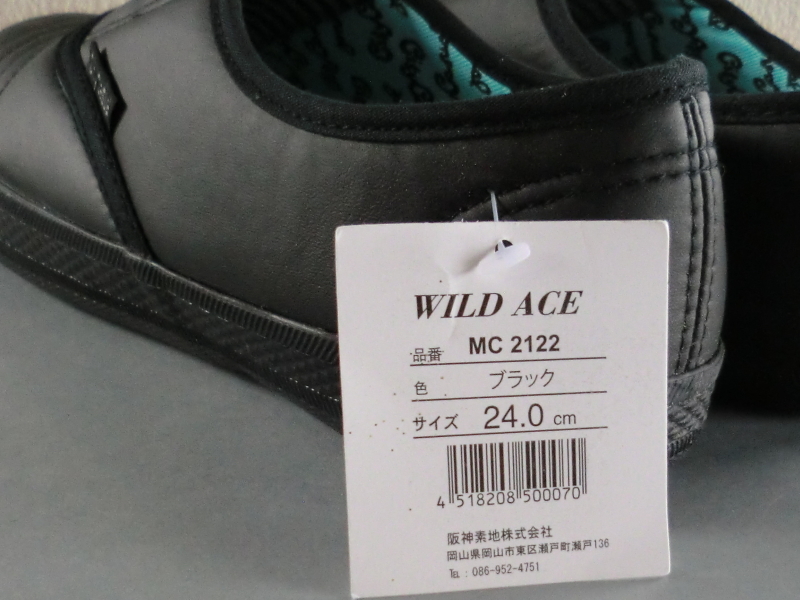 WILD ACE
品番 MC 2122
色 ブラック
サイズ 24.0 cm
4 518208 500070
阪神素地株式会社
岡山県岡山市東区瀬戸町瀬戸136
℡ : 086-952-4751